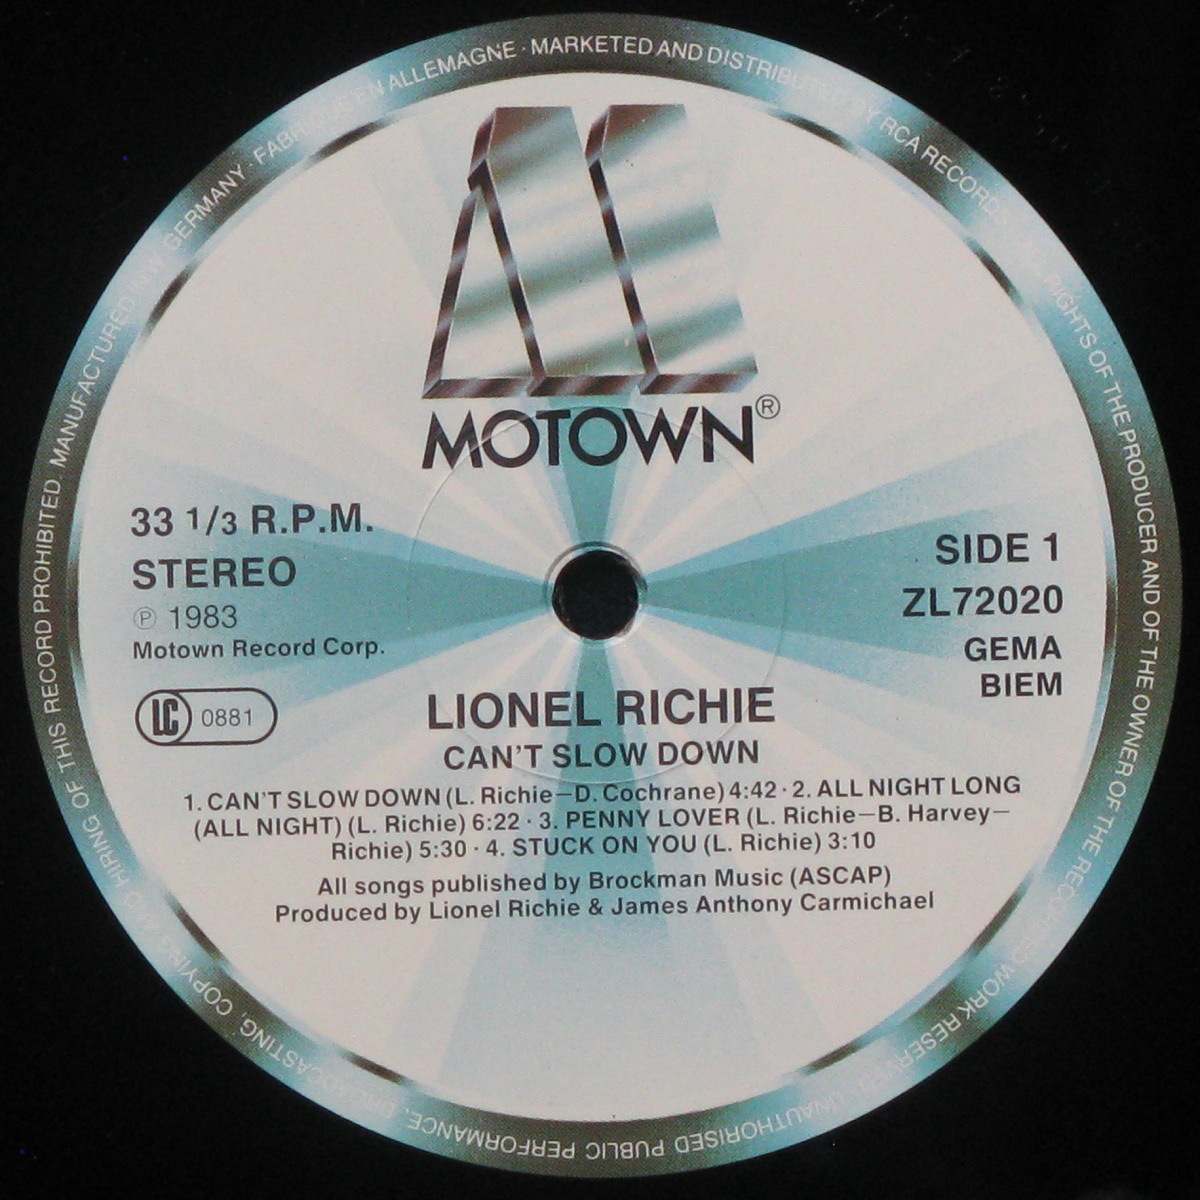 MOTOWN®
33 1/3 R.P.M.
STEREO
℗ 1983
Motown Record Corp.
LC 0881
SIDE 1
ZL72020
GEMA
BIEM
LIONEL RICHIE
CAN'T SLOW DOWN
1. CAN'T SLOW DOWN (L. Richie—D. Cochrane) 4:42 · 2. ALL NIGHT LONG
(ALL NIGHT) (L. Richie) 6:22 · 3. PENNY LOVER (L. Richie—B. Harvey—
Richie) 5:30 · 4. STUCK ON YOU (L. Richie) 3:10
All songs published by Brockman Music (ASCAP)
Produced by Lionel Richie & James Anthony Carmichael
MANUFACTURED IN W. GERMANY · FABRIQUE EN ALLEMAGNE · MARKETED AND DISTRIBUTED BY RCA RECORDS · ALL RIGHTS OF THE PRODUCER AND OF THE OWNER OF THE RECORDED WORK RESERVED. UNAUTHORISED PUBLIC PERFORMANCE, BROADCASTING, COPYING AND HIRING OF THIS RECORD PROHIBITED.